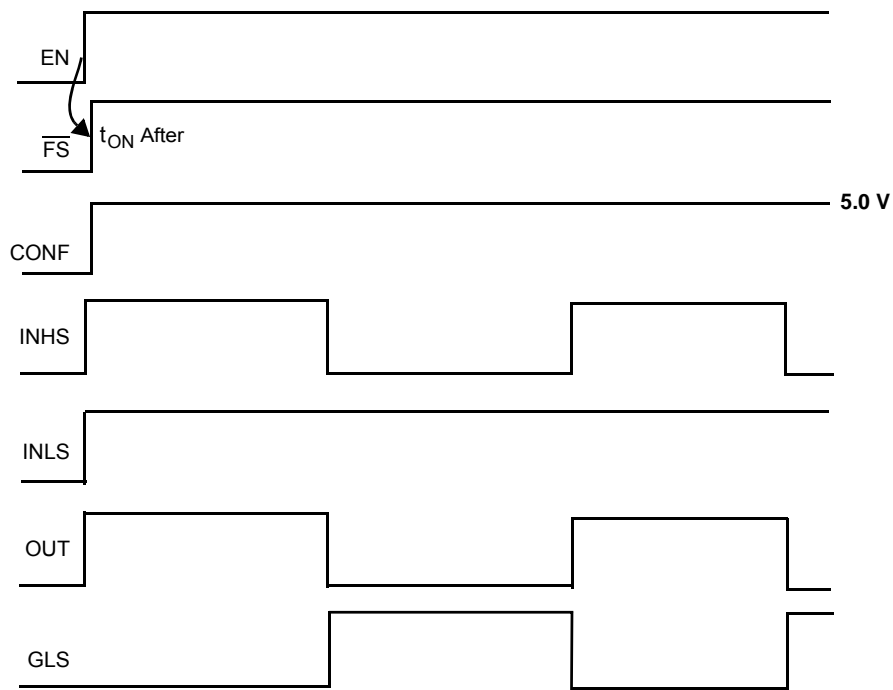 EN
FS
tON After
5.0 V
CONF
INHS
INLS
OUT
GLS